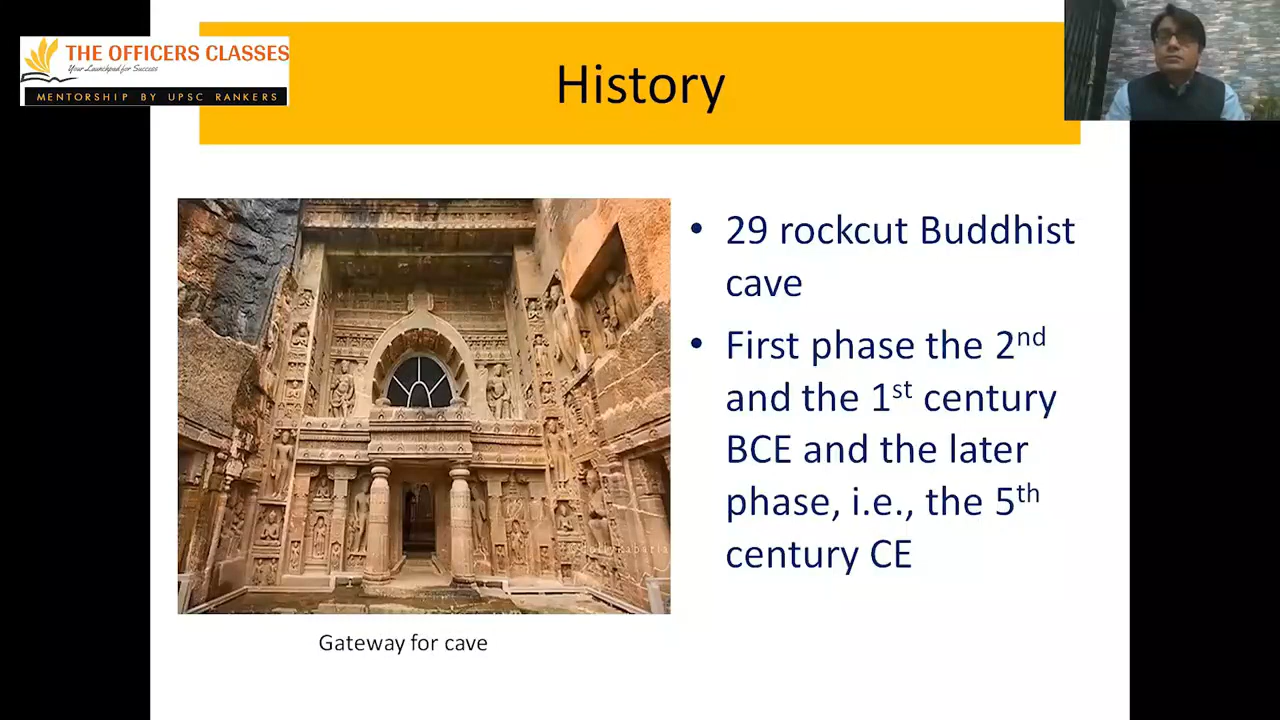 THE OFFICERS CLASSES
Your Launchpad for Success
MENTORSHIP BY UPSC RANKERS
History
• 29 rockcut Buddhist
cave
• First phase the 2nd
and the 1st century
BCE and the later
phase, i.e., the 5th
century CE
Gateway for cave